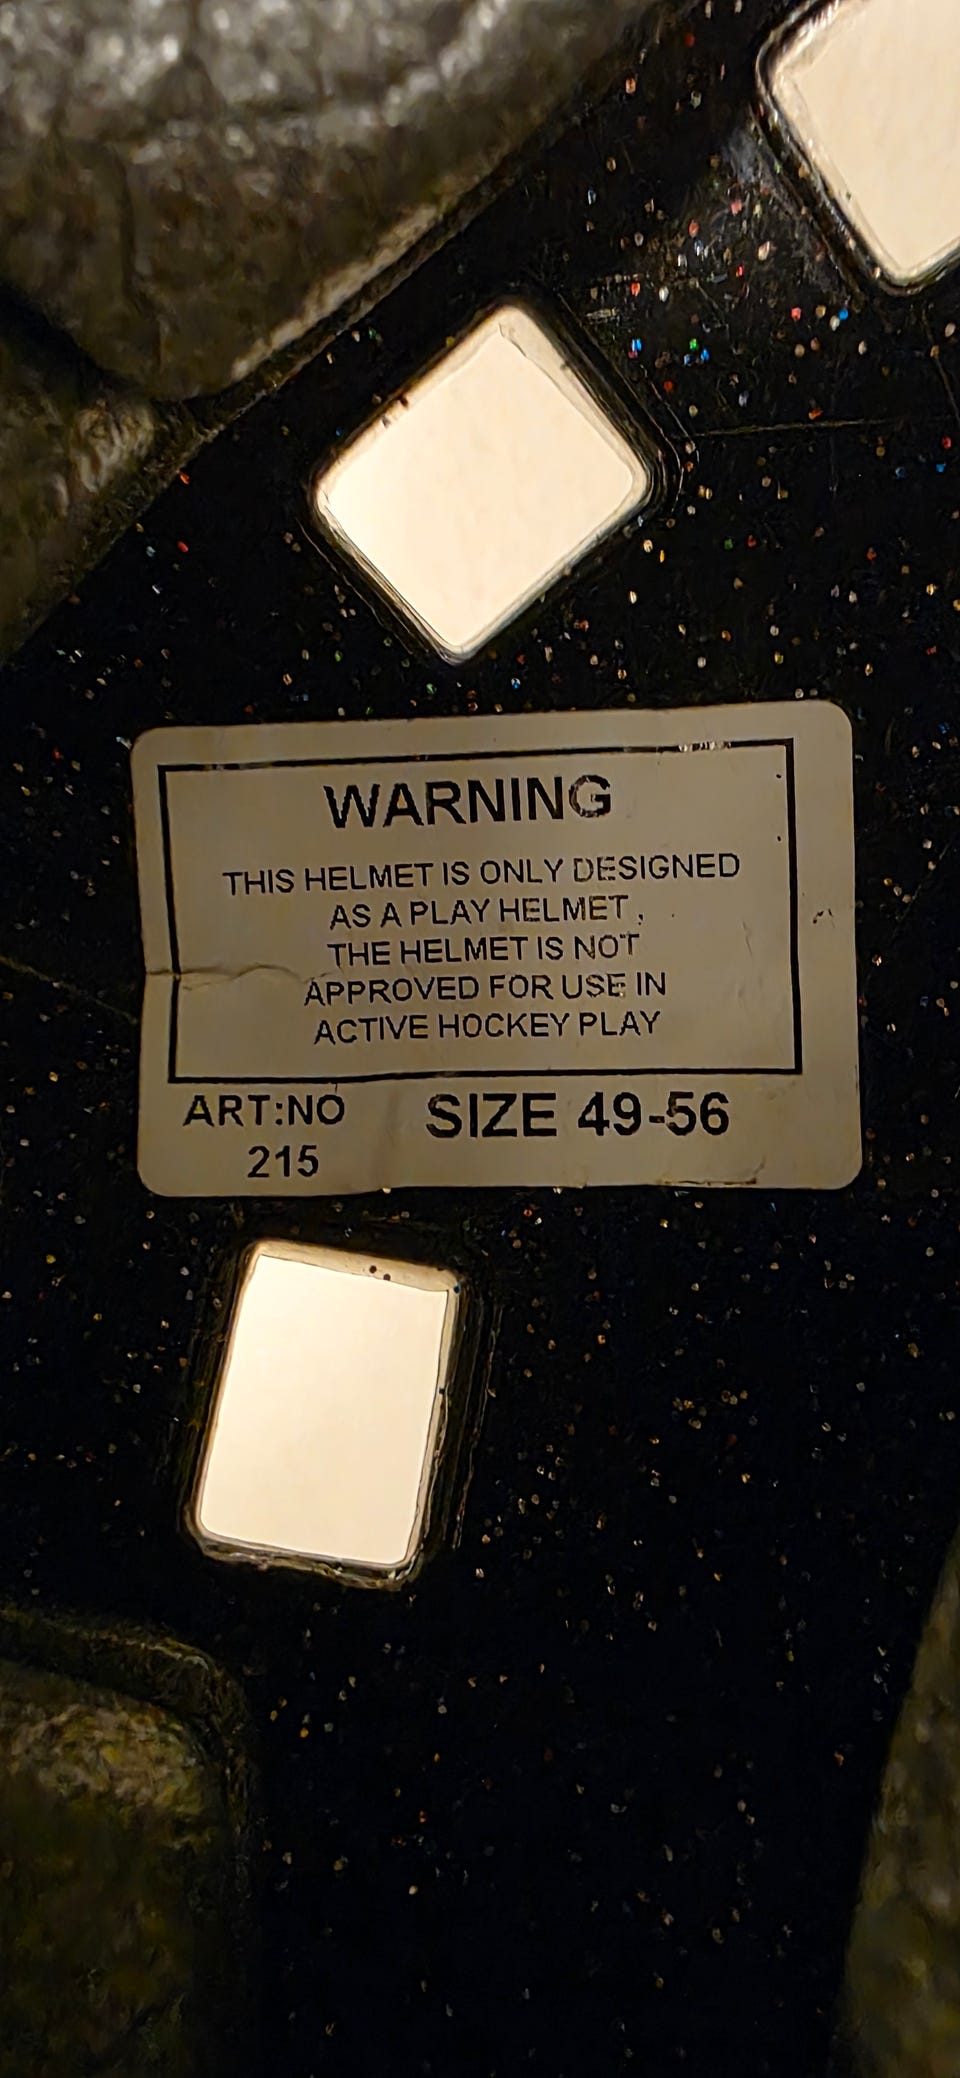 WARNING
THIS HELMET IS ONLY DESIGNED
AS A PLAY HELMET,
THE HELMET IS NOT
APPROVED FOR USE IN
ACTIVE HOCKEY PLAY
ART:NO SIZE 49-56
215